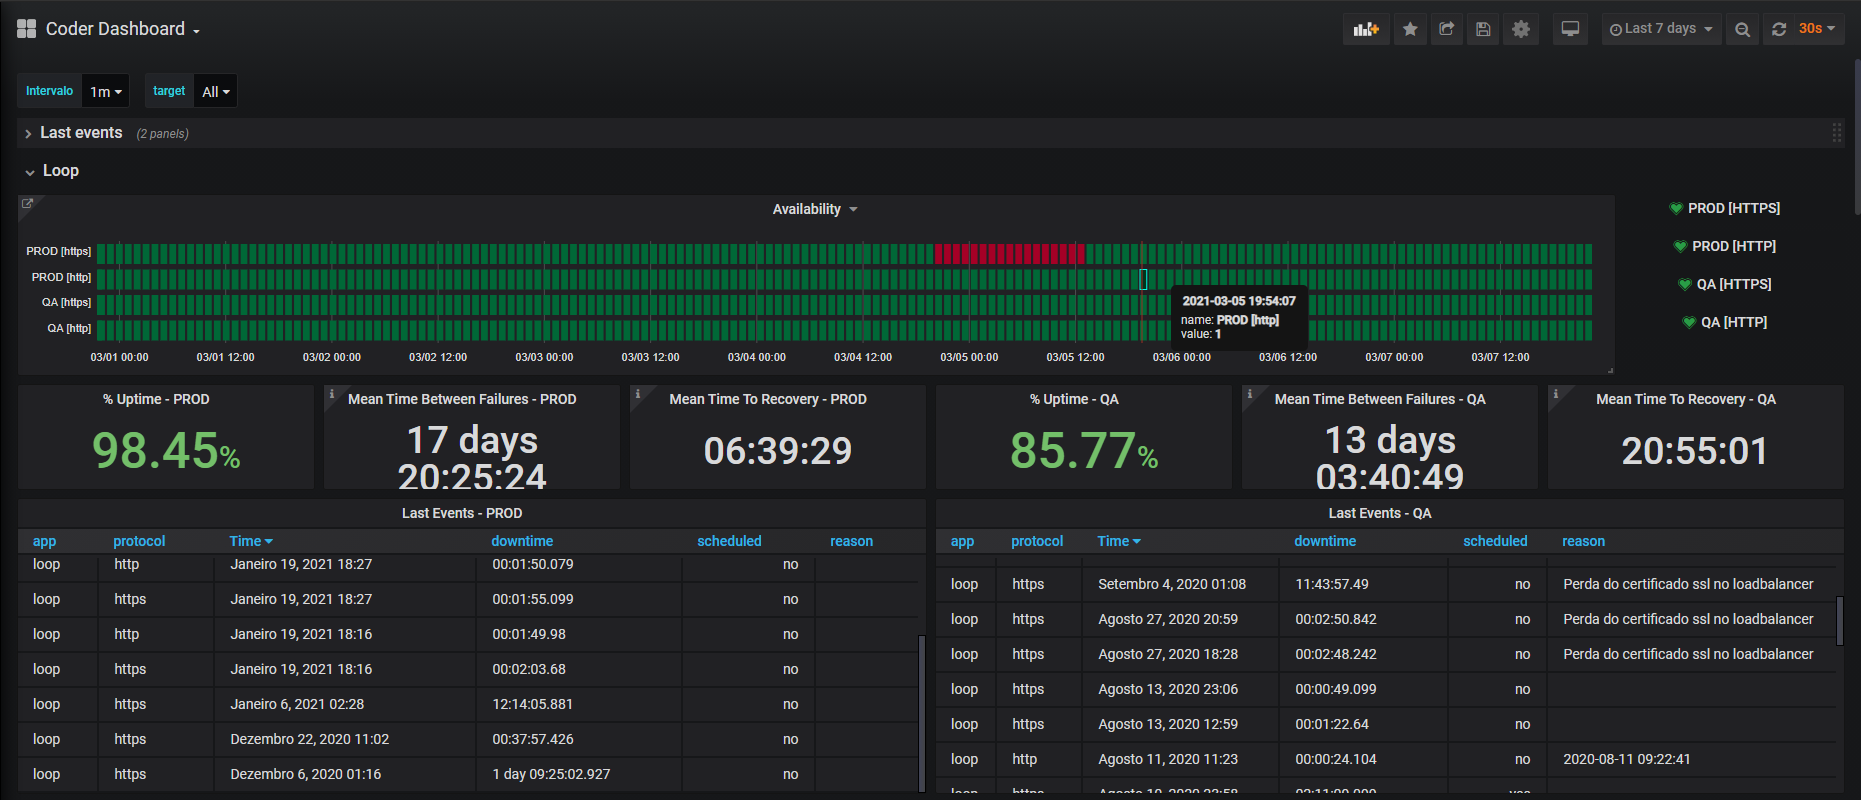 Coder Dashboard
Last 7 days
30s
Intervalo 1m
target All
Last events (2 panels)
Loop
Availability
PROD [https]
PROD [http]
QA [https]
QA [http]
03/01 00:00 03/01 12:00 03/02 00:00 03/02 12:00 03/03 00:00 03/03 12:00 03/04 00:00 03/04 12:00 03/05 00:00 03/05 12:00 03/06 00:00 03/06 12:00 03/07 00:00 03/07 12:00
2021-03-05 19:54:07
name: PROD [http]
value: 1
PROD [HTTPS]
PROD [HTTP]
QA [HTTPS]
QA [HTTP]
% Uptime - PROD
98.45%
Mean Time Between Failures - PROD
17 days
20:25:24
Mean Time To Recovery - PROD
06:39:29
% Uptime - QA
85.77%
Mean Time Between Failures - QA
13 days
03:40:49
Mean Time To Recovery - QA
20:55:01
Last Events - PROD
app protocol Time downtime scheduled reason
loop http Janeiro 19, 2021 18:27 00:01:50.079 no
loop https Janeiro 19, 2021 18:27 00:01:55.099 no
loop http Janeiro 19, 2021 18:16 00:01:49.98 no
loop https Janeiro 19, 2021 18:16 00:02:03.68 no
loop https Janeiro 6, 2021 02:28 12:14:05.881 no
loop https Dezembro 22, 2020 11:02 00:37:57.426 no
loop https Dezembro 6, 2020 01:16 1 day 09:25:02.927 no
Last Events - QA
app protocol Time downtime scheduled reason
loop https Setembro 4, 2020 01:08 11:43:57.49 no Perda do certificado ssl no loadbalancer
loop https Agosto 27, 2020 20:59 00:02:50.842 no Perda do certificado ssl no loadbalancer
loop https Agosto 27, 2020 18:28 00:02:48.242 no Perda do certificado ssl no loadbalancer
loop https Agosto 13, 2020 23:06 00:00:49.099 no
loop https Agosto 13, 2020 12:59 00:01:22.64 no
loop http Agosto 11, 2020 11:23 00:00:24.104 no 2020-08-11 09:22:41
loop https